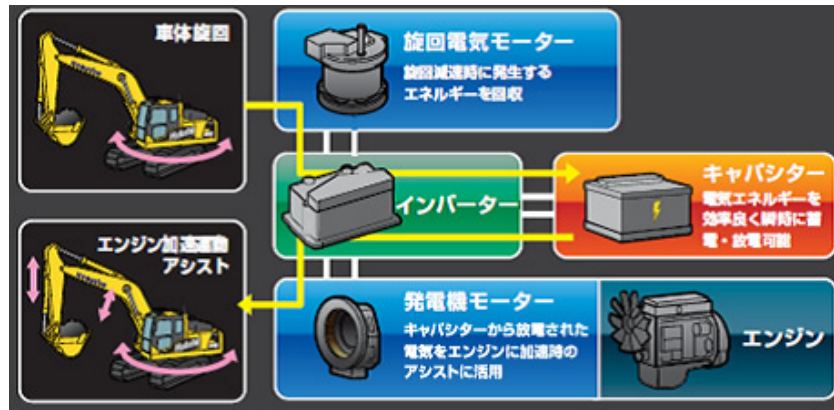 車体旋回
旋回電気モーター
旋回減速時に発生する
エネルギーを回収
インバーター
キャパシター
電気エネルギーを
効率良く瞬時に蓄
電・放電可能
エンジン加速運動
アシスト
発電機モーター
キャパシターから放電された
電気をエンジンに加速時の
アシストに活用
エンジン